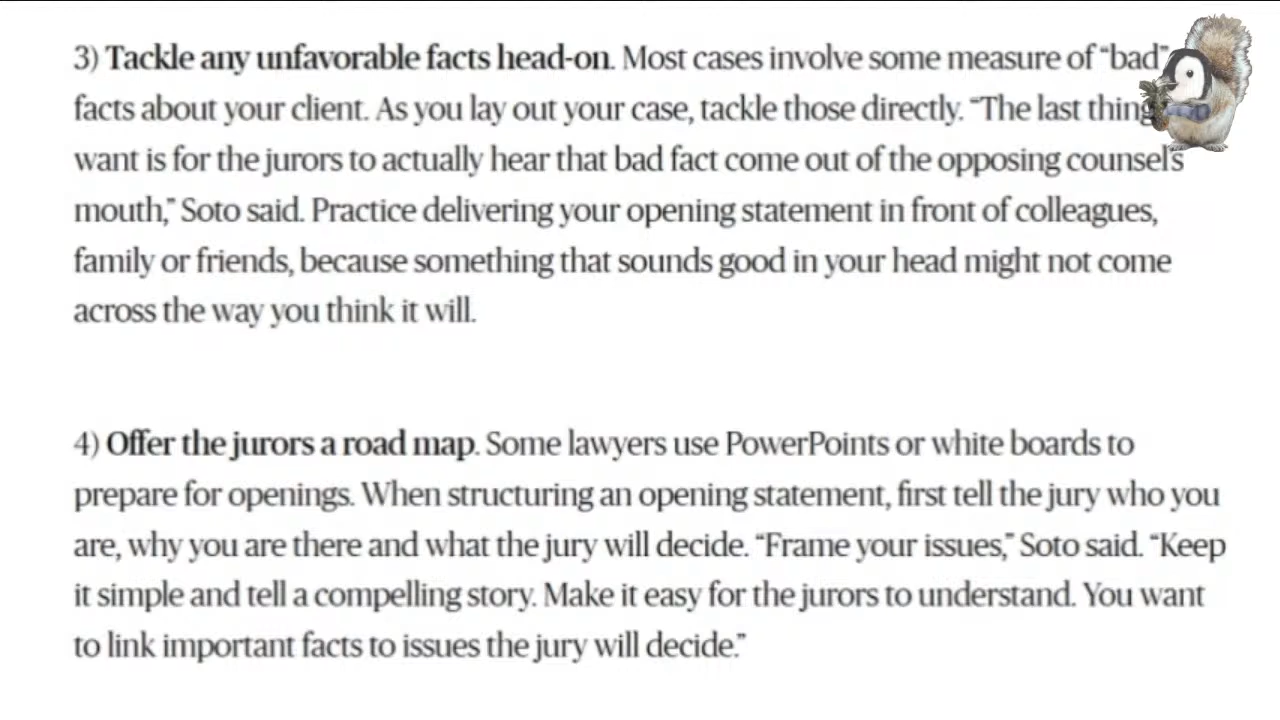 3) Tackle any unfavorable facts head-on. Most cases involve some measure of “bad”
facts about your client. As you lay out your case, tackle those directly. “The last thing
want is for the jurors to actually hear that bad fact come out of the opposing counsel's
mouth,” Soto said. Practice delivering your opening statement in front of colleagues,
family or friends, because something that sounds good in your head might not come
across the way you think it will.
4) Offer the jurors a road map. Some lawyers use PowerPoints or white boards to
prepare for openings. When structuring an opening statement, first tell the jury who you
are, why you are there and what the jury will decide. “Frame your issues,” Soto said. “Keep
it simple and tell a compelling story. Make it easy for the jurors to understand. You want
to link important facts to issues the jury will decide.”